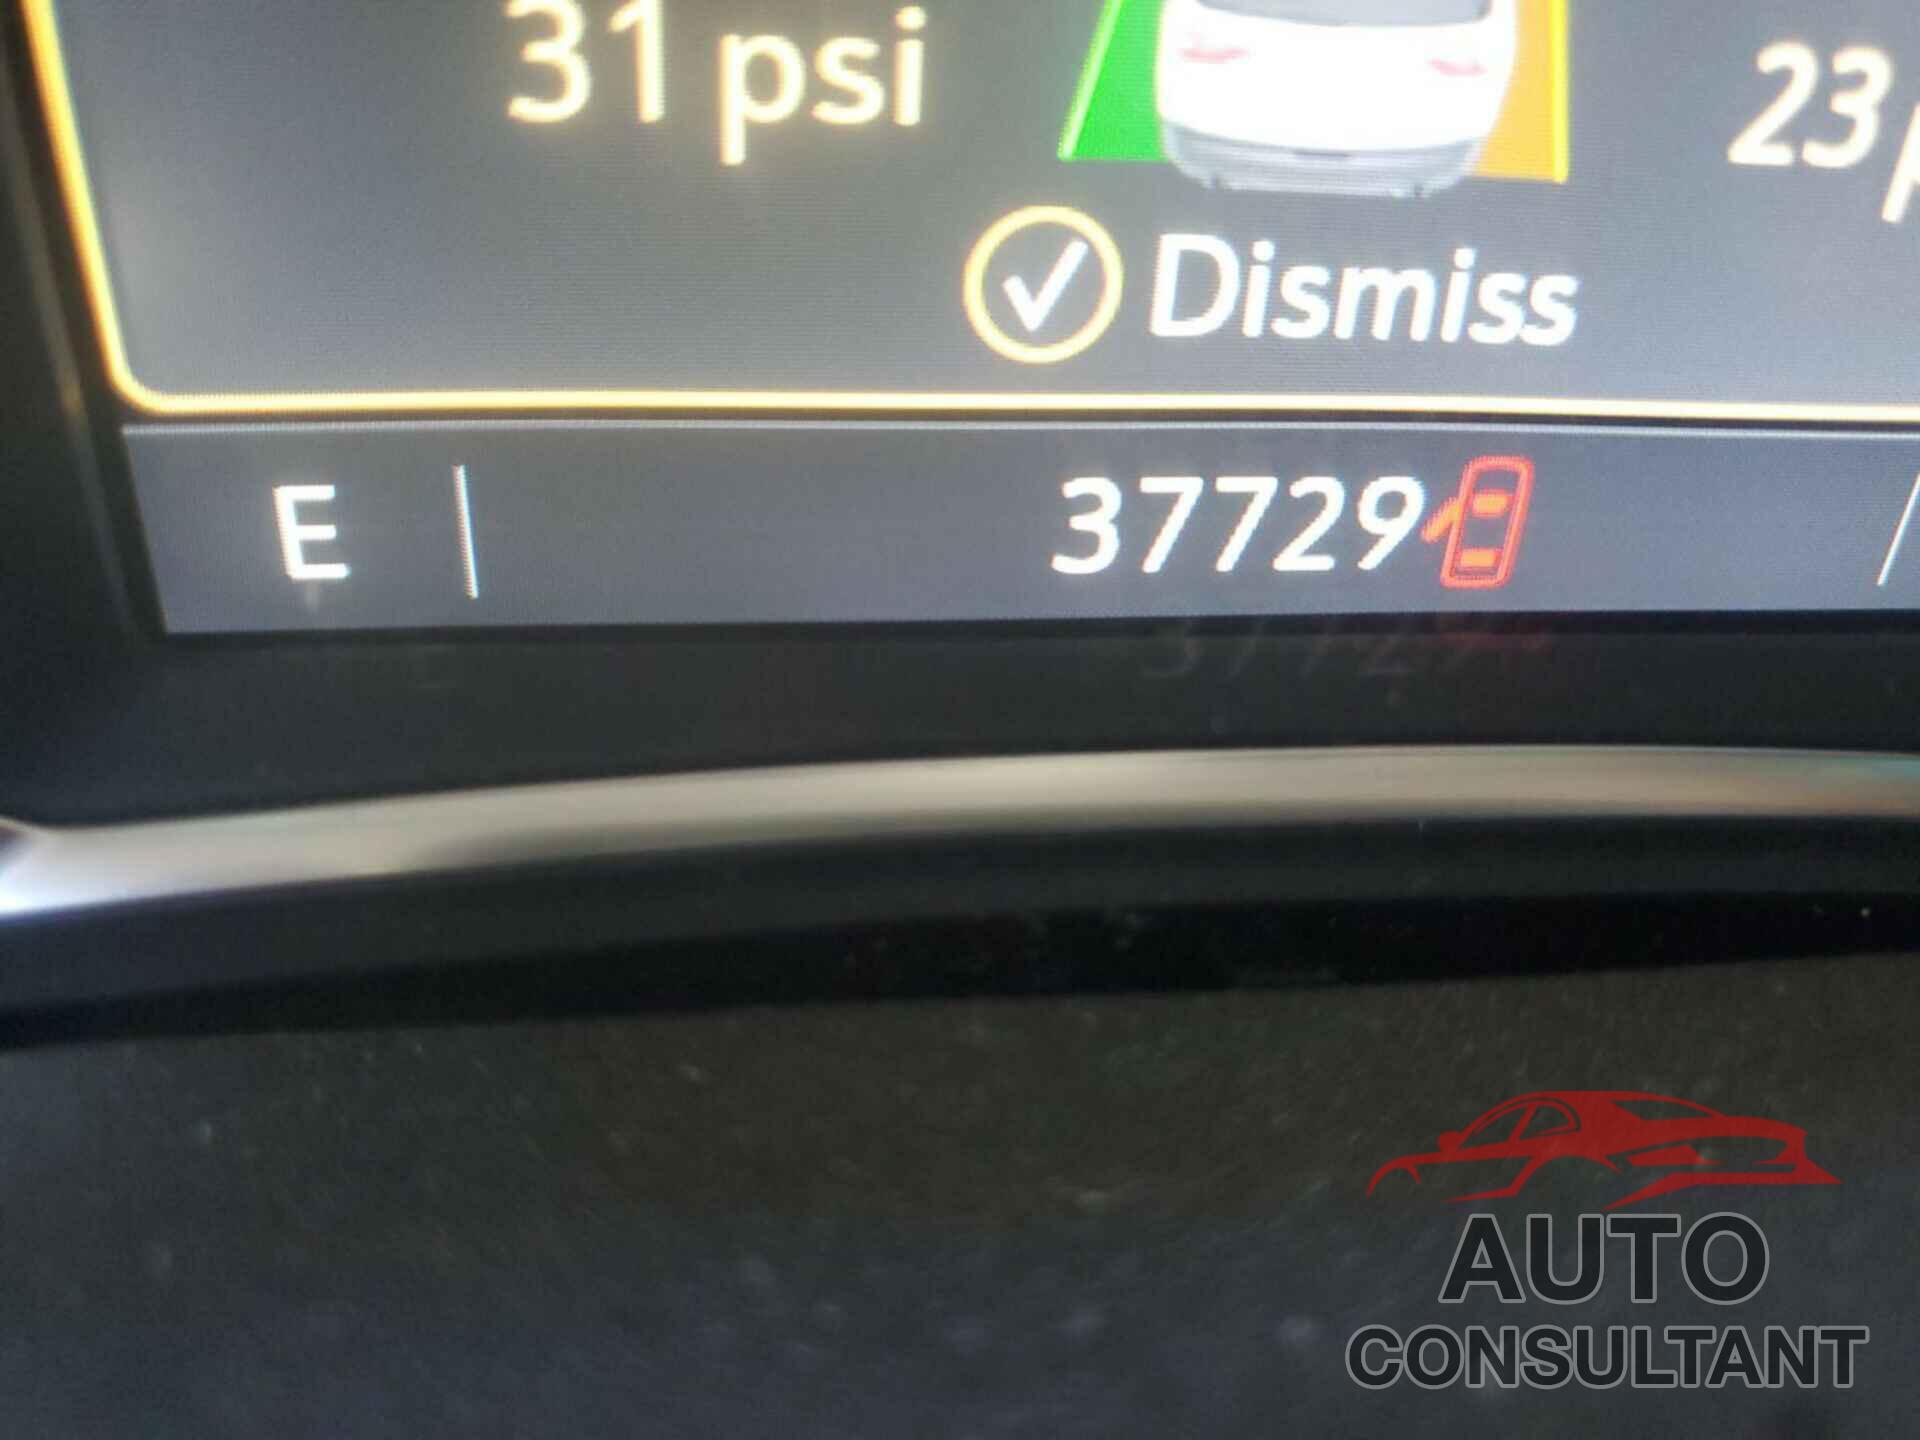 31 psi
23 p
Dismiss
E 37729
AUTO
CONSULTANT